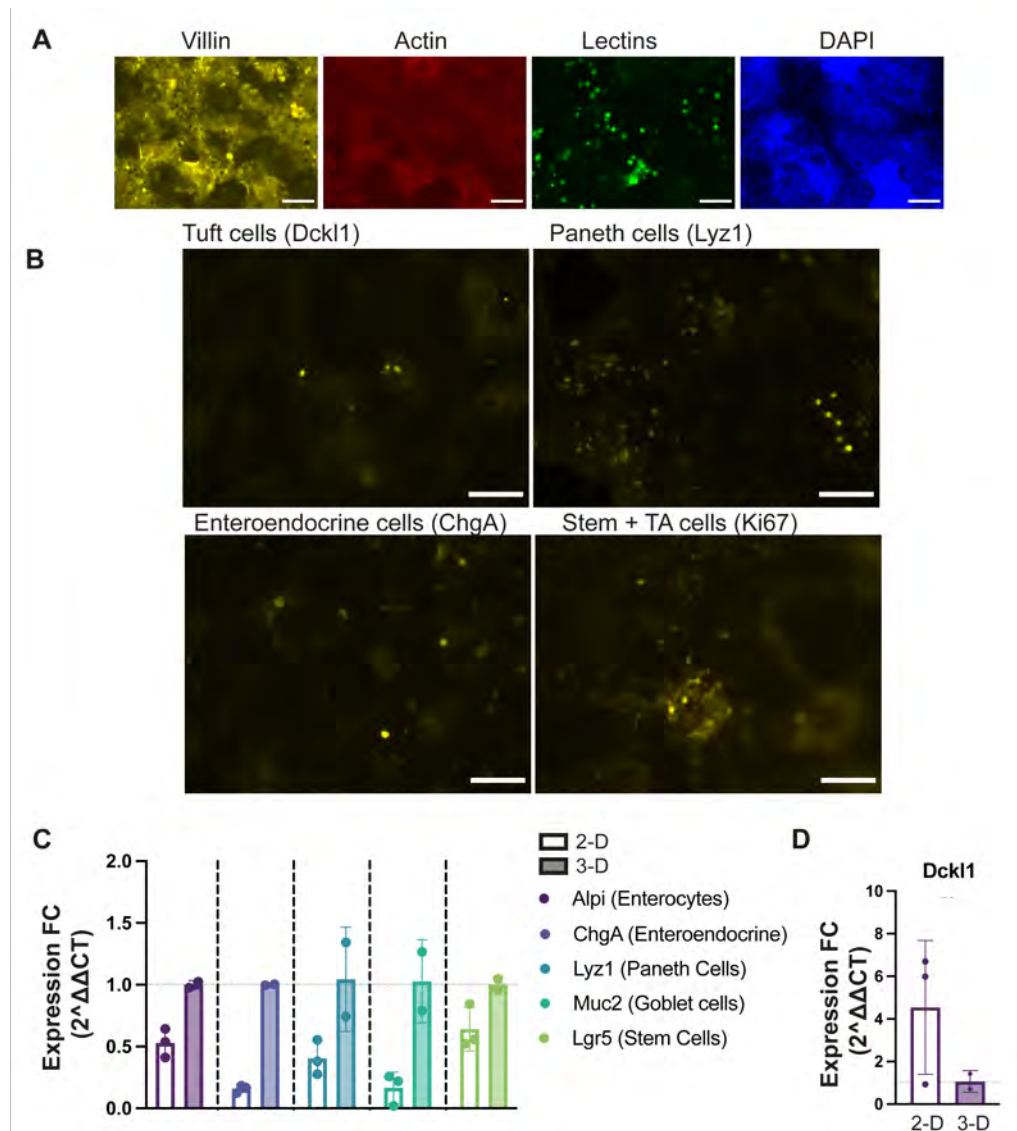 A
Villin
Actin
Lectins
DAPI
B
Tuft cells (Dckl1)
Paneth cells (Lyz1)
Enteroendocrine cells (ChgA)
Stem + TA cells (Ki67)
C
Expression FC
(2^ΔΔCT)
2.0
1.5
1.0
0.5
0.0
2-D
3-D
Alpi (Enterocytes)
ChgA (Enteroendocrine)
Lyz1 (Paneth Cells)
Muc2 (Goblet cells)
Lgr5 (Stem Cells)
D
Dckl1
Expression FC
(2^ΔΔCT)
10
8
6
4
2
0
2-D
3-D